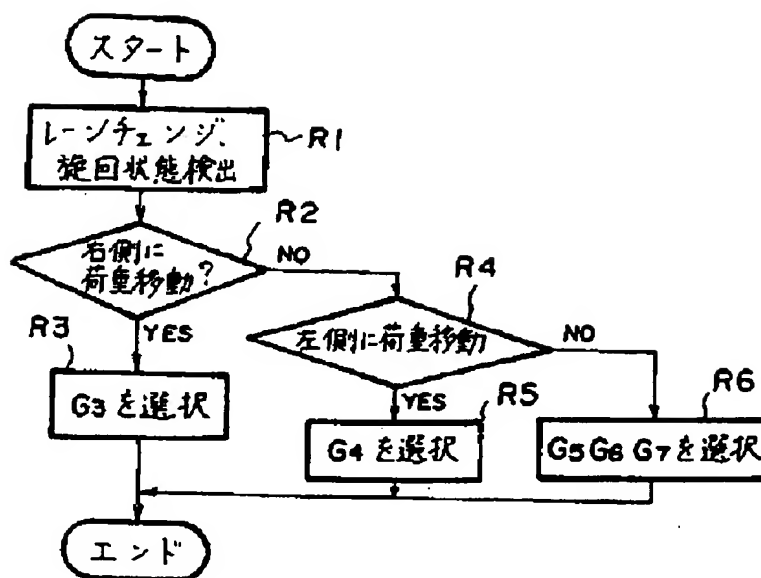 スタート
レーンチェンジ、
旋回状態検出
R1
R2
右側に
荷重移動?
NO
YES
R4
左側に荷重移動
NO
YES
R3
G3を選択
R5
G4を選択
R6
G5 G6 G7を選択
エンド